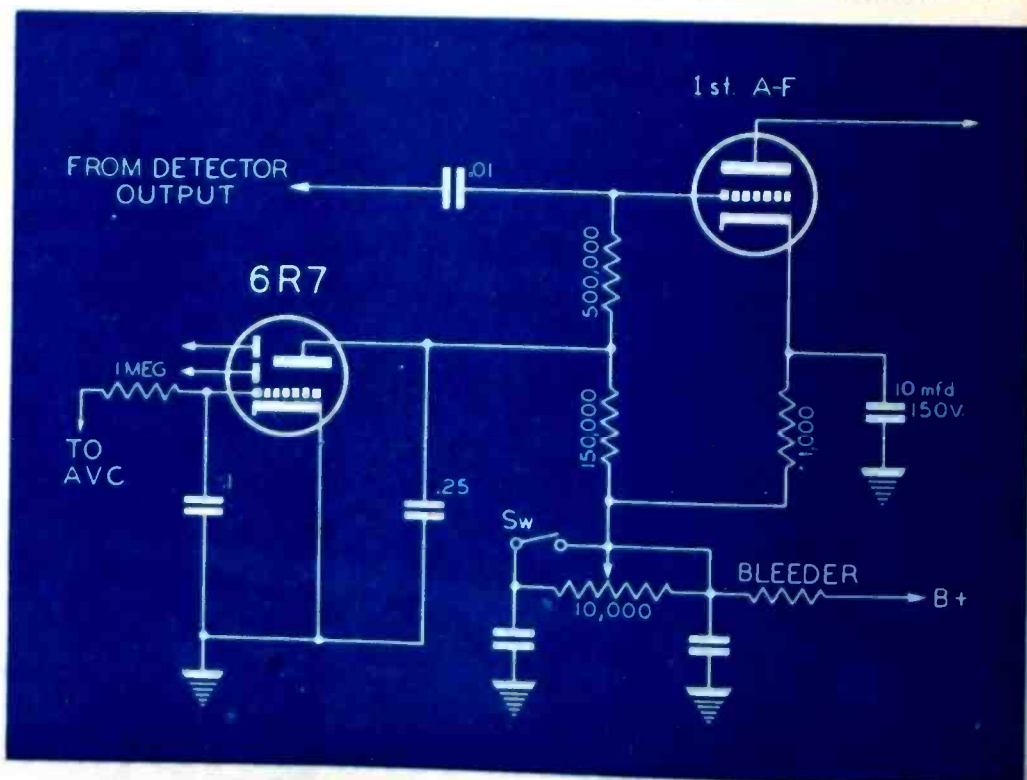 1st. A-F
FROM DETECTOR
OUTPUT
.01
500,000
6R7
1 MEG
TO
AVC
.1
.25
150,000
1,000
10 mfd
150V.
Sw
10,000
BLEEDER
B+